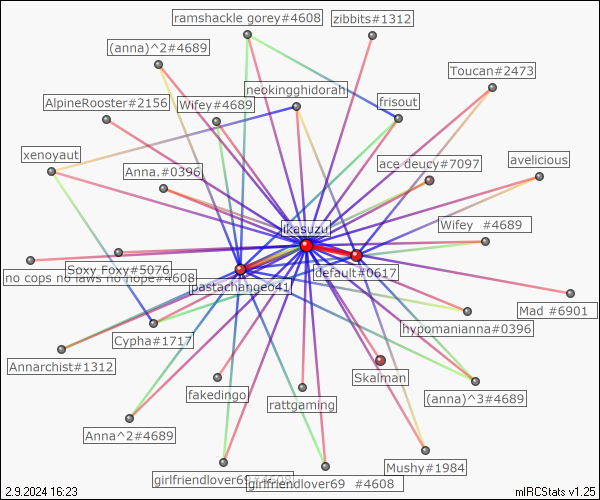 ramshackle gorey#4608
zibbits#1312
(anna)^2#4689
Toucan#2473
neokingghidorah
AlpineRooster#2156
Wifey#4689
frisout
xenoyaut
ace deucy#7097
avelicious
Anna.#0396
Wifey #4689
ikesuzu
no cops no laws no hope#4608
Soxy Foxy#5076
default#0617
pastachange041
Mad #6901
hypomanianna#0396
Cypha#1717
Annarchist#1312
Skalman
fakedingo
rattgaming
(anna)^3#4689
Anna^2#4689
Mushy#1984
girlfriendlover69#4608
girlfriendlover69 #4608
2.9.2024 16:23
mIRCStats v1.25